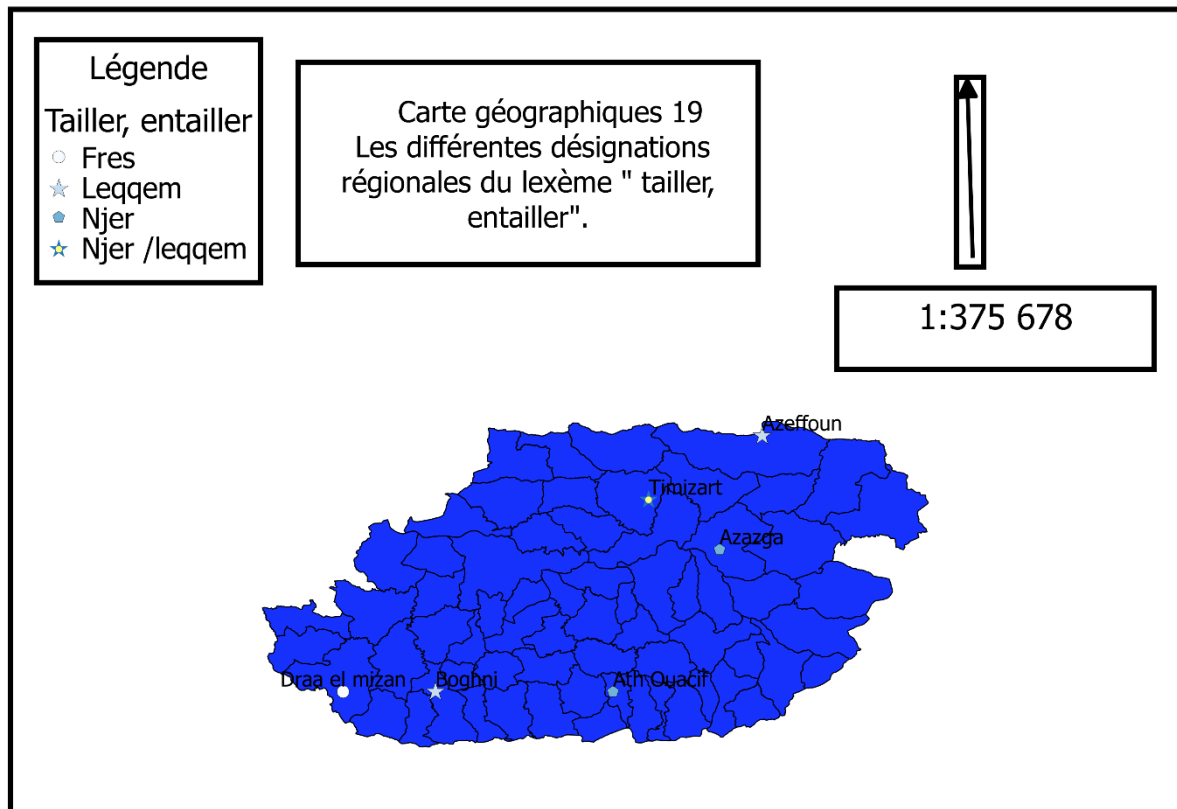 Légende
Tailler, entailler
Fres
Leqqem
Njer
Njer /leqqem
Carte géographiques 19
Les différentes désignations
régionales du lexème " tailler,
entailler".
1:375 678
Azeffoun
Timizart
Azazga
Draa el mizan
Boghni
Ath Ouacif